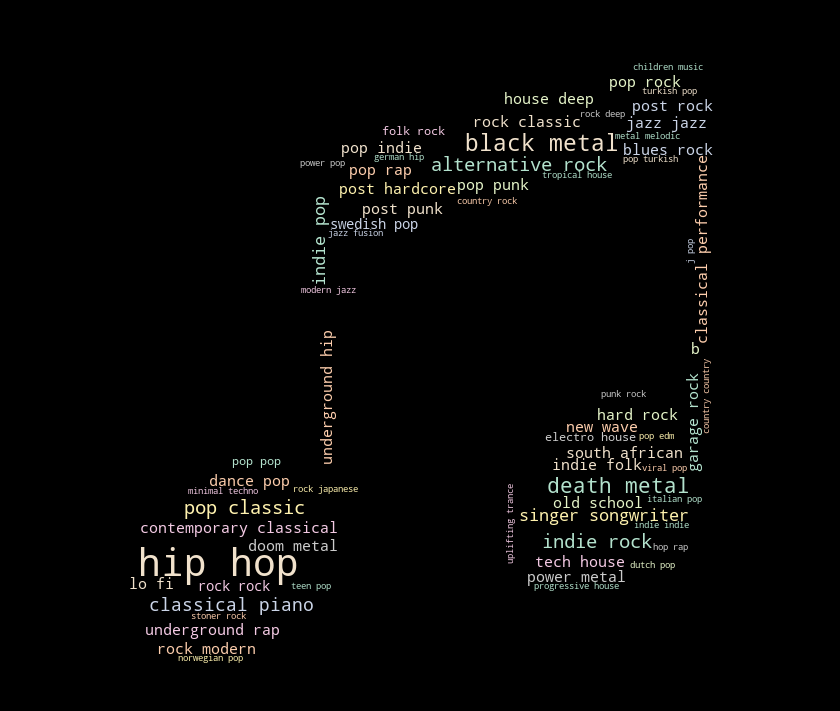 children music
pop rock
turkish pop
house deep
post rock
rock deep
rock classic
jazz jazz
folk rock
black metal
metal melodic
pop indie
blues rock
german hip
pop turkish
power pop
alternative rock
pop rap
tropical house
post hardcore
pop punk
country rock
post punk
swedish pop
jazz fusion
indie pop
classical performance
j pop
modern jazz
underground hip
b
country country
garage rock
punk rock
hard rock
new wave
electro house
pop edm
south african
indie folk
viral pop
pop pop
dance pop
rock japanese
minimal techno
death metal
uplifting trance
old school
italian pop
pop classic
singer songwriter
indie indie
contemporary classical
indie rock
hop rap
doom metal
hip hop
tech house
dutch pop
power metal
progressive house
lo fi
rock rock
teen pop
classical piano
stoner rock
underground rap
rock modern
norwegian pop